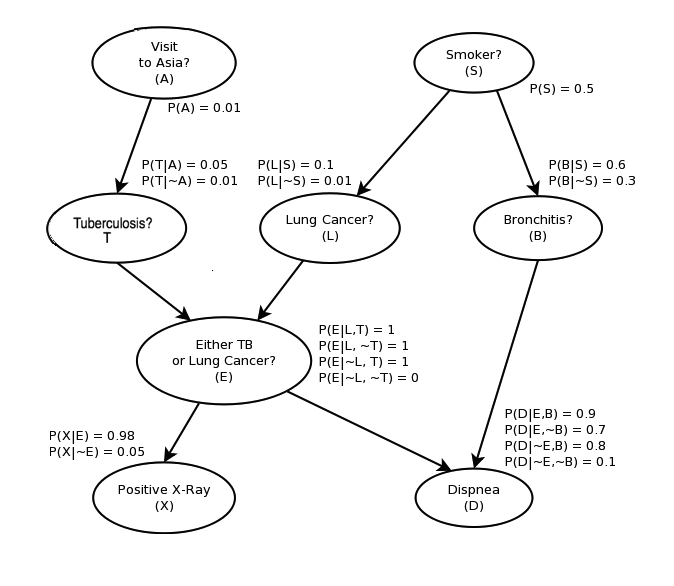 Visit
to Asia?
(A)
P(A) = 0.01
Smoker?
(S)
P(S) = 0.5
P(T|A) = 0.05
P(T|~A) = 0.01
P(L|S) = 0.1
P(L|~S) = 0.01
P(B|S) = 0.6
P(B|~S) = 0.3
Tuberculosis?
T
Lung Cancer?
(L)
Bronchitis?
(B)
Either TB
or Lung Cancer?
(E)
P(E|L,T) = 1
P(E|L, ~T) = 1
P(E|~L, T) = 1
P(E|~L, ~T) = 0
P(X|E) = 0.98
P(X|~E) = 0.05
P(D|E,B) = 0.9
P(D|E,~B) = 0.7
P(D|~E,B) = 0.8
P(D|~E,~B) = 0.1
Positive X-Ray
(X)
Dispnea
(D)